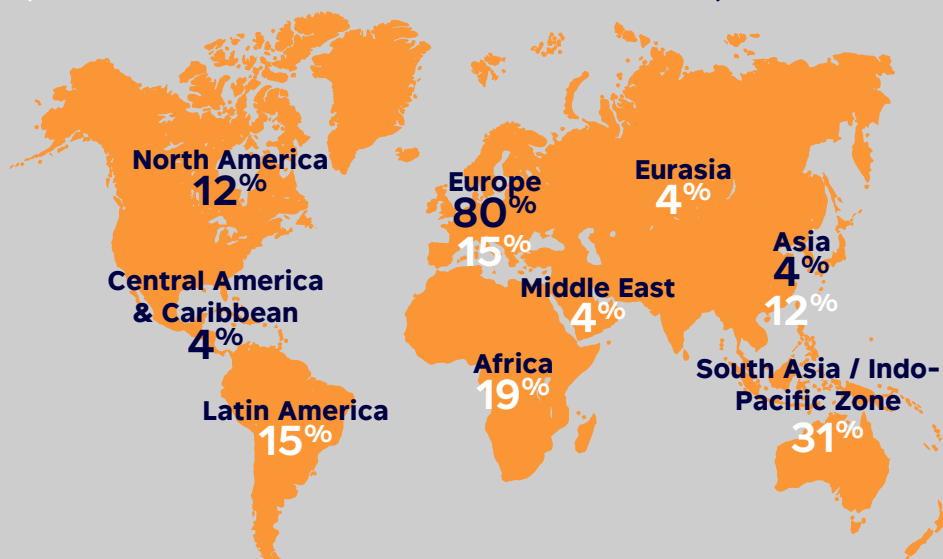 North America
12%
Europe
80%
15%
Eurasia
4%
Asia
4%
12%
Central America
& Caribbean
4%
Middle East
4%
Africa
19%
South Asia / Indo-
Pacific Zone
31%
Latin America
15%